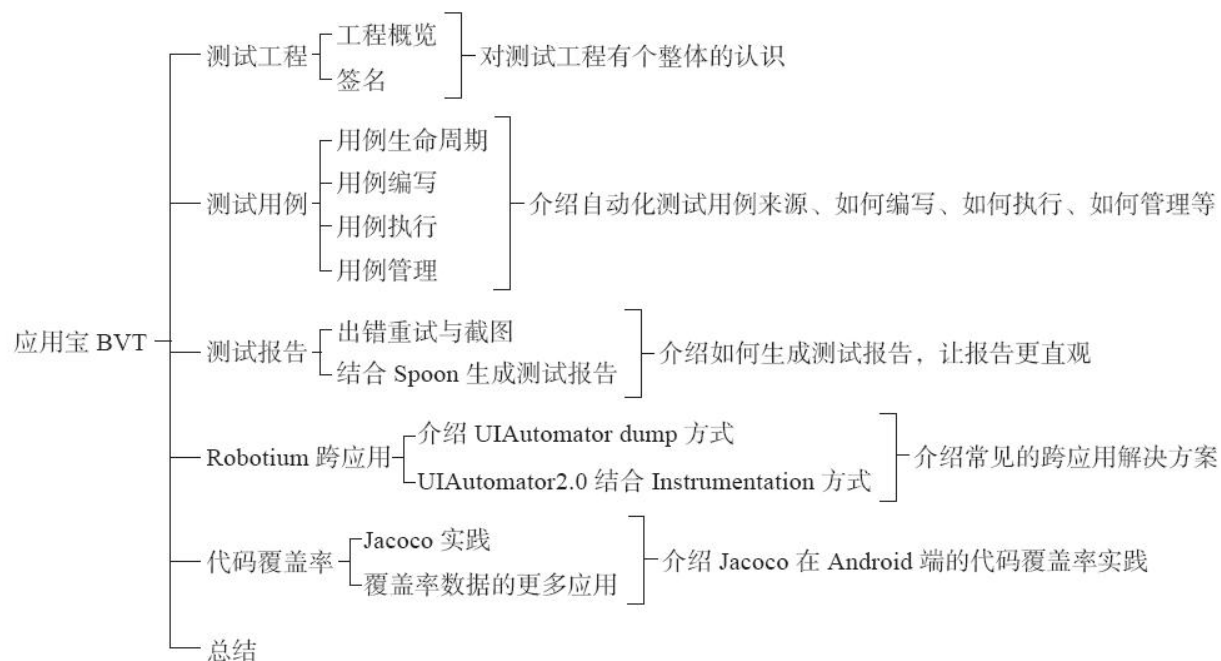 应用宝 BVT
测试工程
工程概览
签名
对测试工程有个整体的认识
测试用例
用例生命周期
用例编写
用例执行
用例管理
介绍自动化测试用例来源、如何编写、如何执行、如何管理等
测试报告
出错重试与截图
结合 Spoon 生成测试报告
介绍如何生成测试报告，让报告更直观
Robotium 跨应用
介绍 UIAutomator dump 方式
UIAutomator2.0 结合 Instrumentation 方式
介绍常见的跨应用解决方案
代码覆盖率
Jacoco 实践
覆盖率数据的更多应用
介绍 Jacoco 在 Android 端的代码覆盖率实践
总结